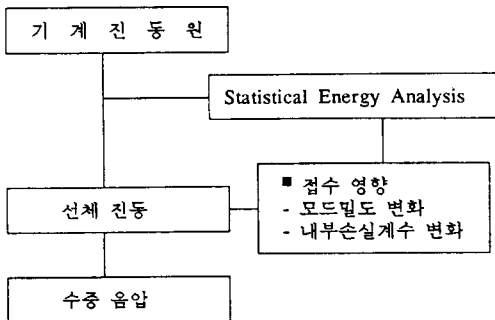 기 계 진 동 원
Statistical Energy Analysis
■ 접수 영향
- 모드밀도 변화
- 내부손실계수 변화
선체 진동
수중 음압